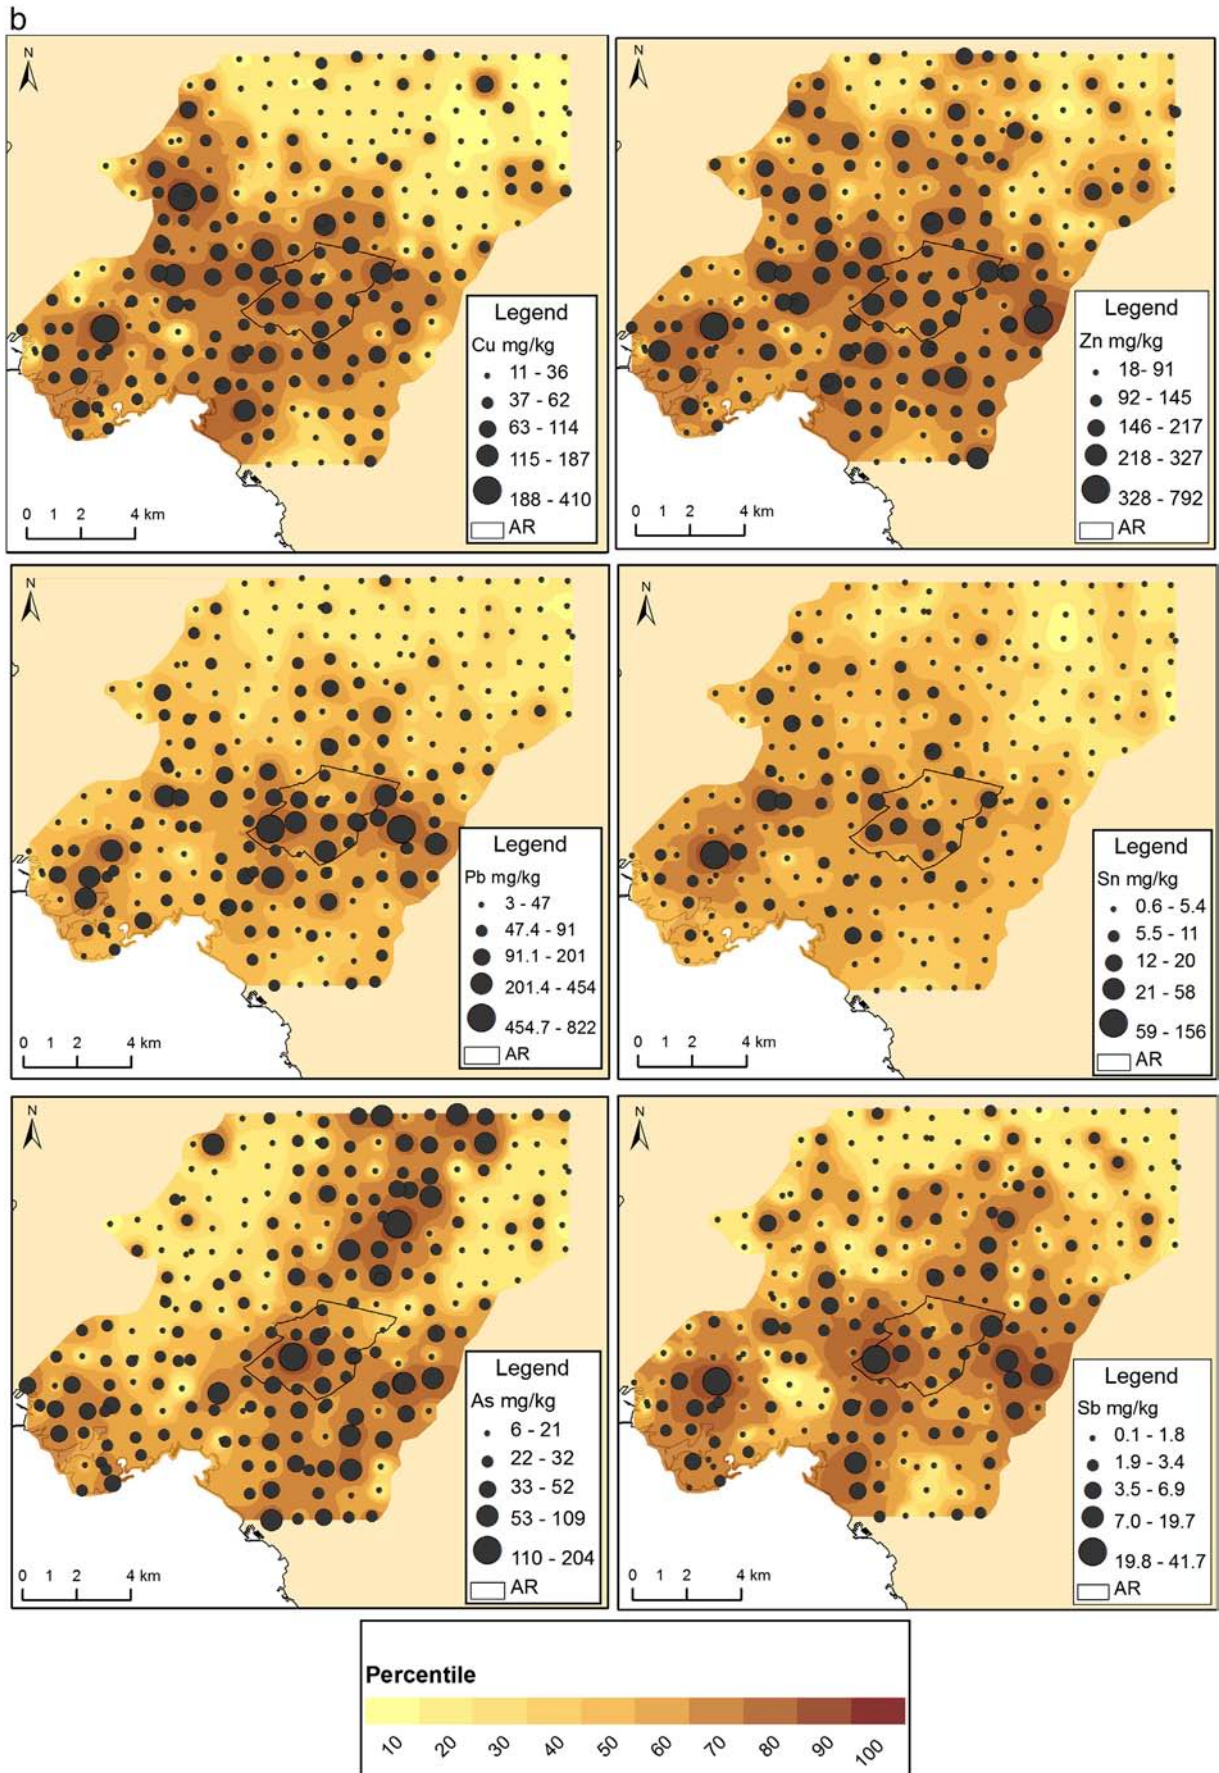 b
N
Legend
Cu mg/kg
11 - 36
37 - 62
63 - 114
115 - 187
188 - 410
AR
0 1 2 4 km
N
Legend
Zn mg/kg
18- 91
92 - 145
146 - 217
218 - 327
328 - 792
AR
0 1 2 4 km
N
Legend
Pb mg/kg
3 - 47
47.4 - 91
91.1 - 201
201.4 - 454
454.7 - 822
AR
0 1 2 4 km
N
Legend
Sn mg/kg
0.6 - 5.4
5.5 - 11
12 - 20
21 - 58
59 - 156
AR
0 1 2 4 km
N
Legend
As mg/kg
6 - 21
22 - 32
33 - 52
53 - 109
110 - 204
AR
0 1 2 4 km
N
Legend
Sb mg/kg
0.1 - 1.8
1.9 - 3.4
3.5 - 6.9
7.0 - 19.7
19.8 - 41.7
AR
0 1 2 4 km
Percentile
10 20 30 40 50 60 70 80 90 100